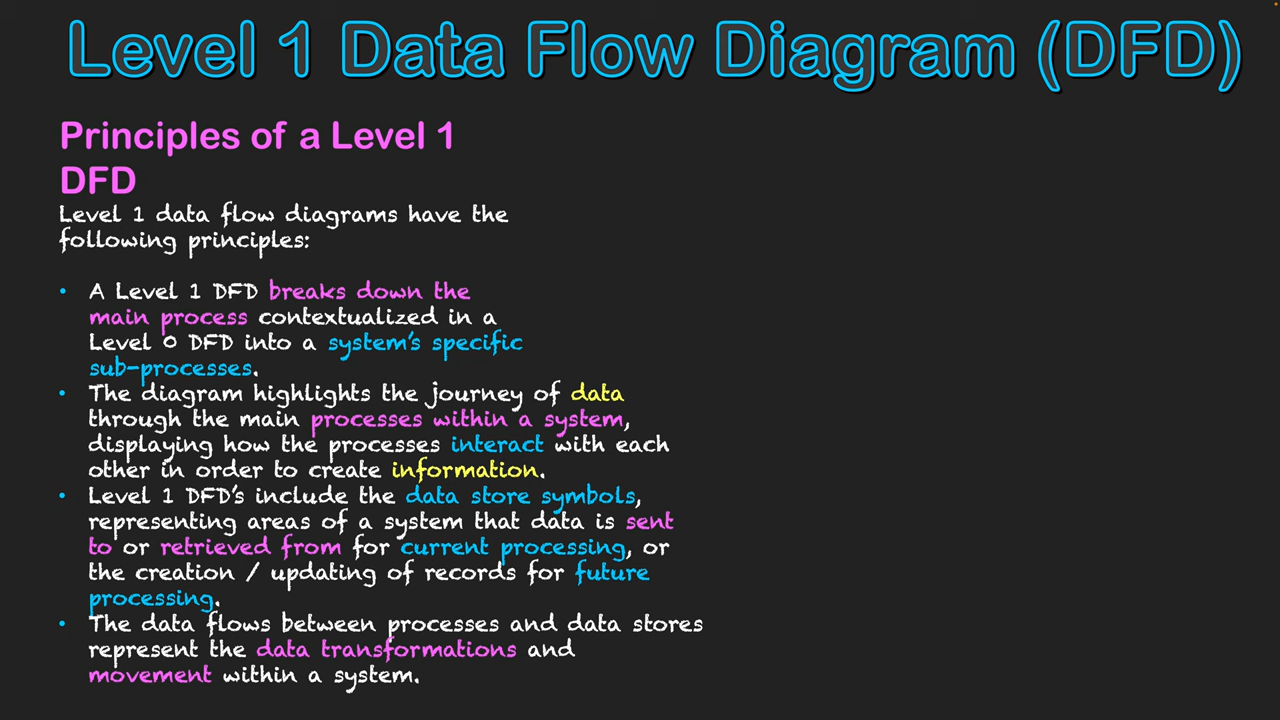 Level 1 Data Flow Diagram (DFD)
Principles of a Level 1
DFD
Level 1 data flow diagrams have the
following principles:
• A Level 1 DFD breaks down the
main process contextualized in a
Level 0 DFD into a system's specific
sub-processes.
• The diagram highlights the journey of data
through the main processes within a system,
displaying how the processes interact with each
other in order to create information.
• Level 1 DFD's include the data store symbols,
representing areas of a system that data is sent
to or retrieved from for current processing, or
the creation / updating of records for future
processing.
• The data flows between processes and data stores
represent the data transformations and
movement within a system.